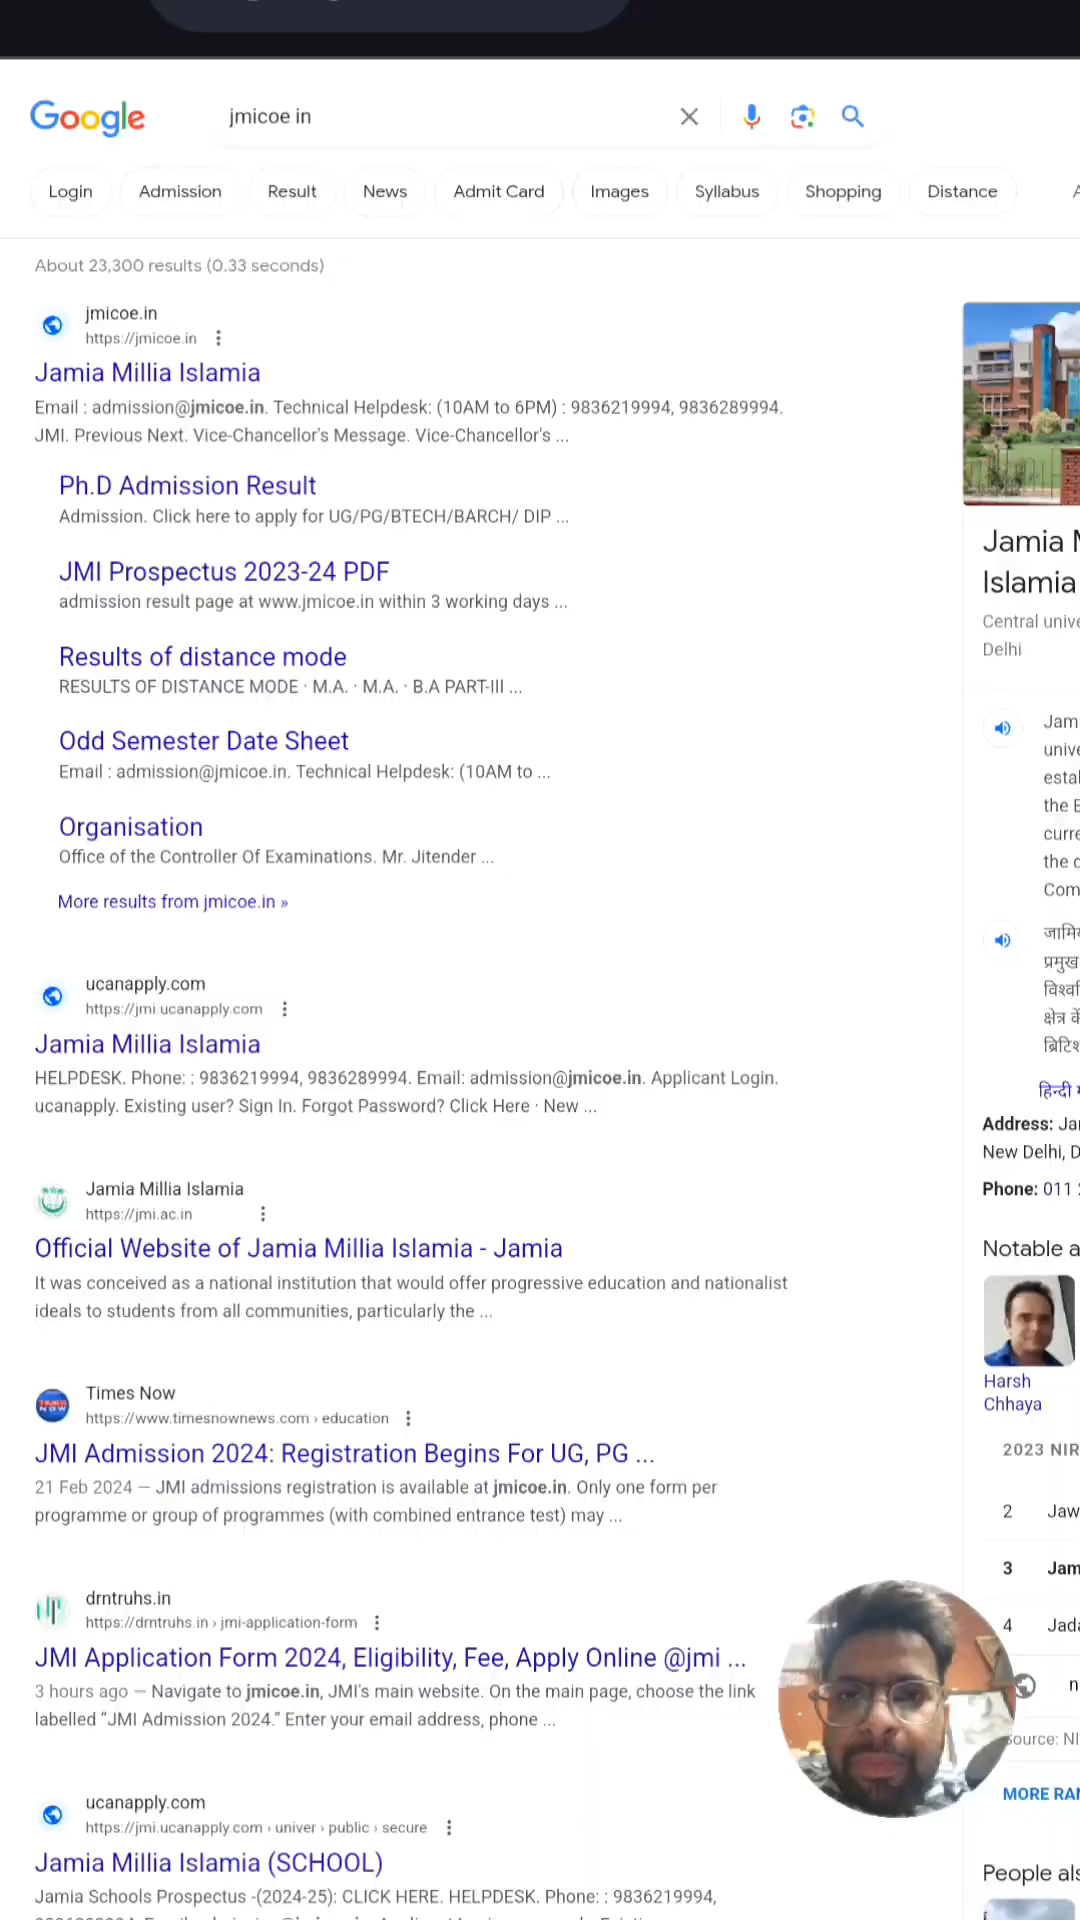 Google
jmicoe in
Login
Admission
Result
News
Admit Card
Images
Syllabus
Shopping
Distance
About 23,300 results (0.33 seconds)
jmicoe.in
https://jmicoe.in
Jamia Millia Islamia
Email : admission@jmicoe.in. Technical Helpdesk: (10AM to 6PM) : 9836219994, 9836289994.
JMI. Previous Next. Vice-Chancellor's Message. Vice-Chancellor's ...
Ph.D Admission Result
Admission. Click here to apply for UG/PG/BTECH/BARCH/ DIP ...
JMI Prospectus 2023-24 PDF
admission result page at www.jmicoe.in within 3 working days ...
Results of distance mode
RESULTS OF DISTANCE MODE · M.A. · M.A. · B.A PART-III ...
Odd Semester Date Sheet
Email : admission@jmicoe.in. Technical Helpdesk: (10AM to ...
Organisation
Office of the Controller Of Examinations. Mr. Jitender ...
More results from jmicoe.in »
ucanapply.com
https://jmi.ucanapply.com
Jamia Millia Islamia
HELPDESK. Phone: : 9836219994, 9836289994. Email: admission@jmicoe.in. Applicant Login.
ucanapply. Existing user? Sign In. Forgot Password? Click Here · New ...
Jamia Millia Islamia
https://jmi.ac.in
Official Website of Jamia Millia Islamia - Jamia
It was conceived as a national institution that would offer progressive education and nationalist
ideals to students from all communities, particularly the ...
Times Now
https://www.timesnownews.com › education
JMI Admission 2024: Registration Begins For UG, PG ...
21 Feb 2024 — JMI admissions registration is available at jmicoe.in. Only one form per
programme or group of programmes (with combined entrance test) may ...
drntruhs.in
https://drntruhs.in › jmi-application-form
JMI Application Form 2024, Eligibility, Fee, Apply Online @jmi ...
3 hours ago — Navigate to jmicoe.in, JMI's main website. On the main page, choose the link
labelled “JMI Admission 2024.” Enter your email address, phone ...
ucanapply.com
https://jmi.ucanapply.com › univer › public › secure
Jamia Millia Islamia (SCHOOL)
Jamia Schools Prospectus -(2024-25): CLICK HERE. HELPDESK. Phone: : 9836219994,
Jamia
Islamia
Central
Delhi
the
the
प्रमुख
हिन्दी
Address:
New Delhi,
Phone: 011
Notable
Harsh
Chhaya
2023
2
3
4
MORE
People